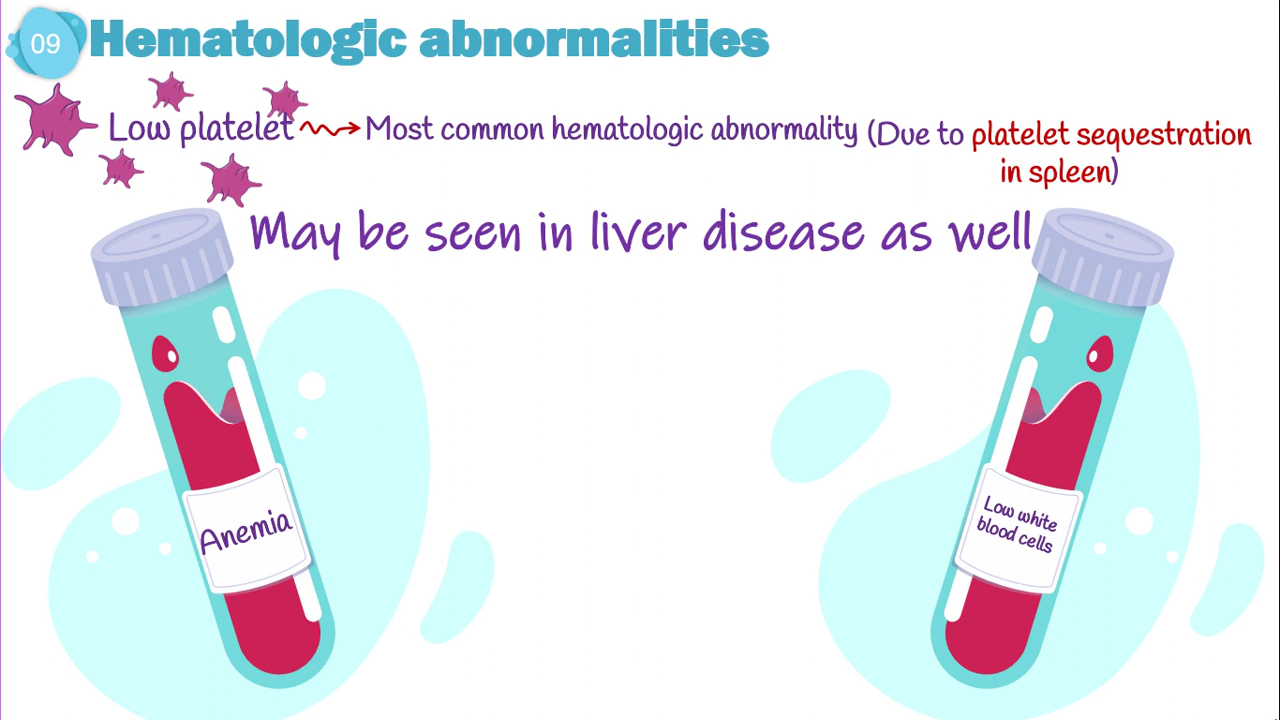 09
Hematologic abnormalities
Low platelet Most common hematologic abnormality (Due to platelet sequestration
in spleen)
May be seen in liver disease as well
Anemia
Low white
blood cells